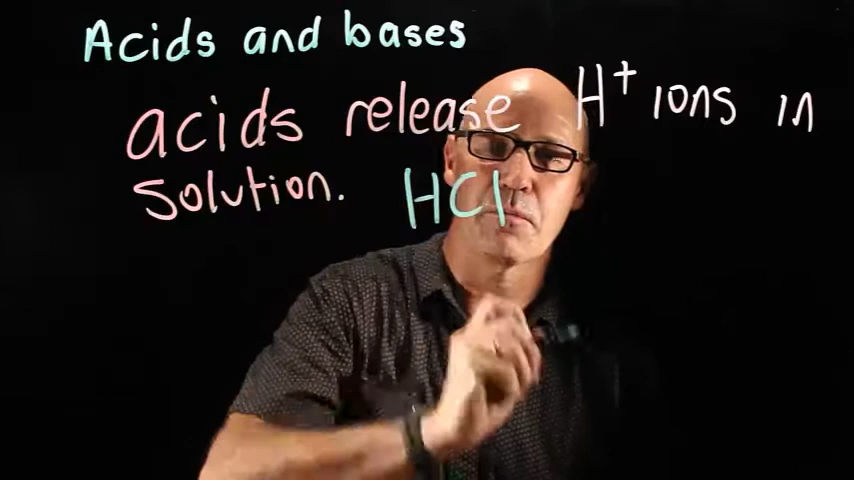 Acids and bases
acids release H⁺ ions in
solution. HCl